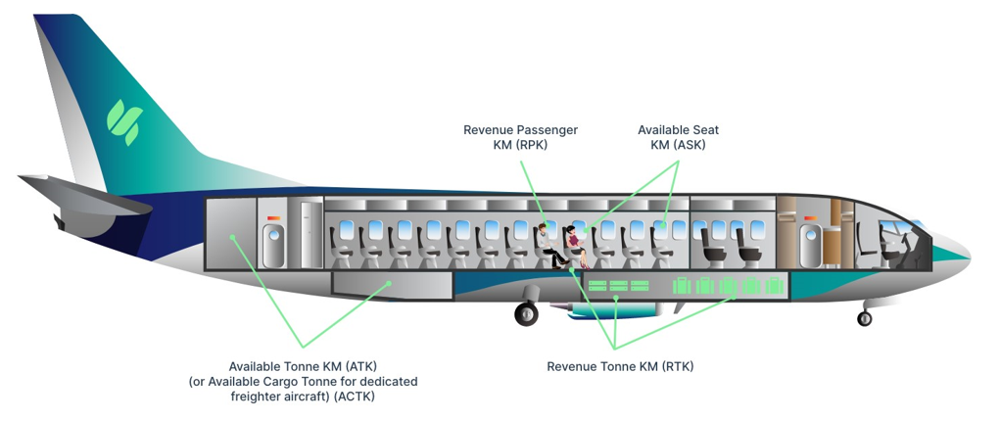 Revenue Passenger
KM (RPK)
Available Seat
KM (ASK)
Available Tonne KM (ATK)
(or Available Cargo Tonne for dedicated
freighter aircraft) (ACTK)
Revenue Tonne KM (RTK)